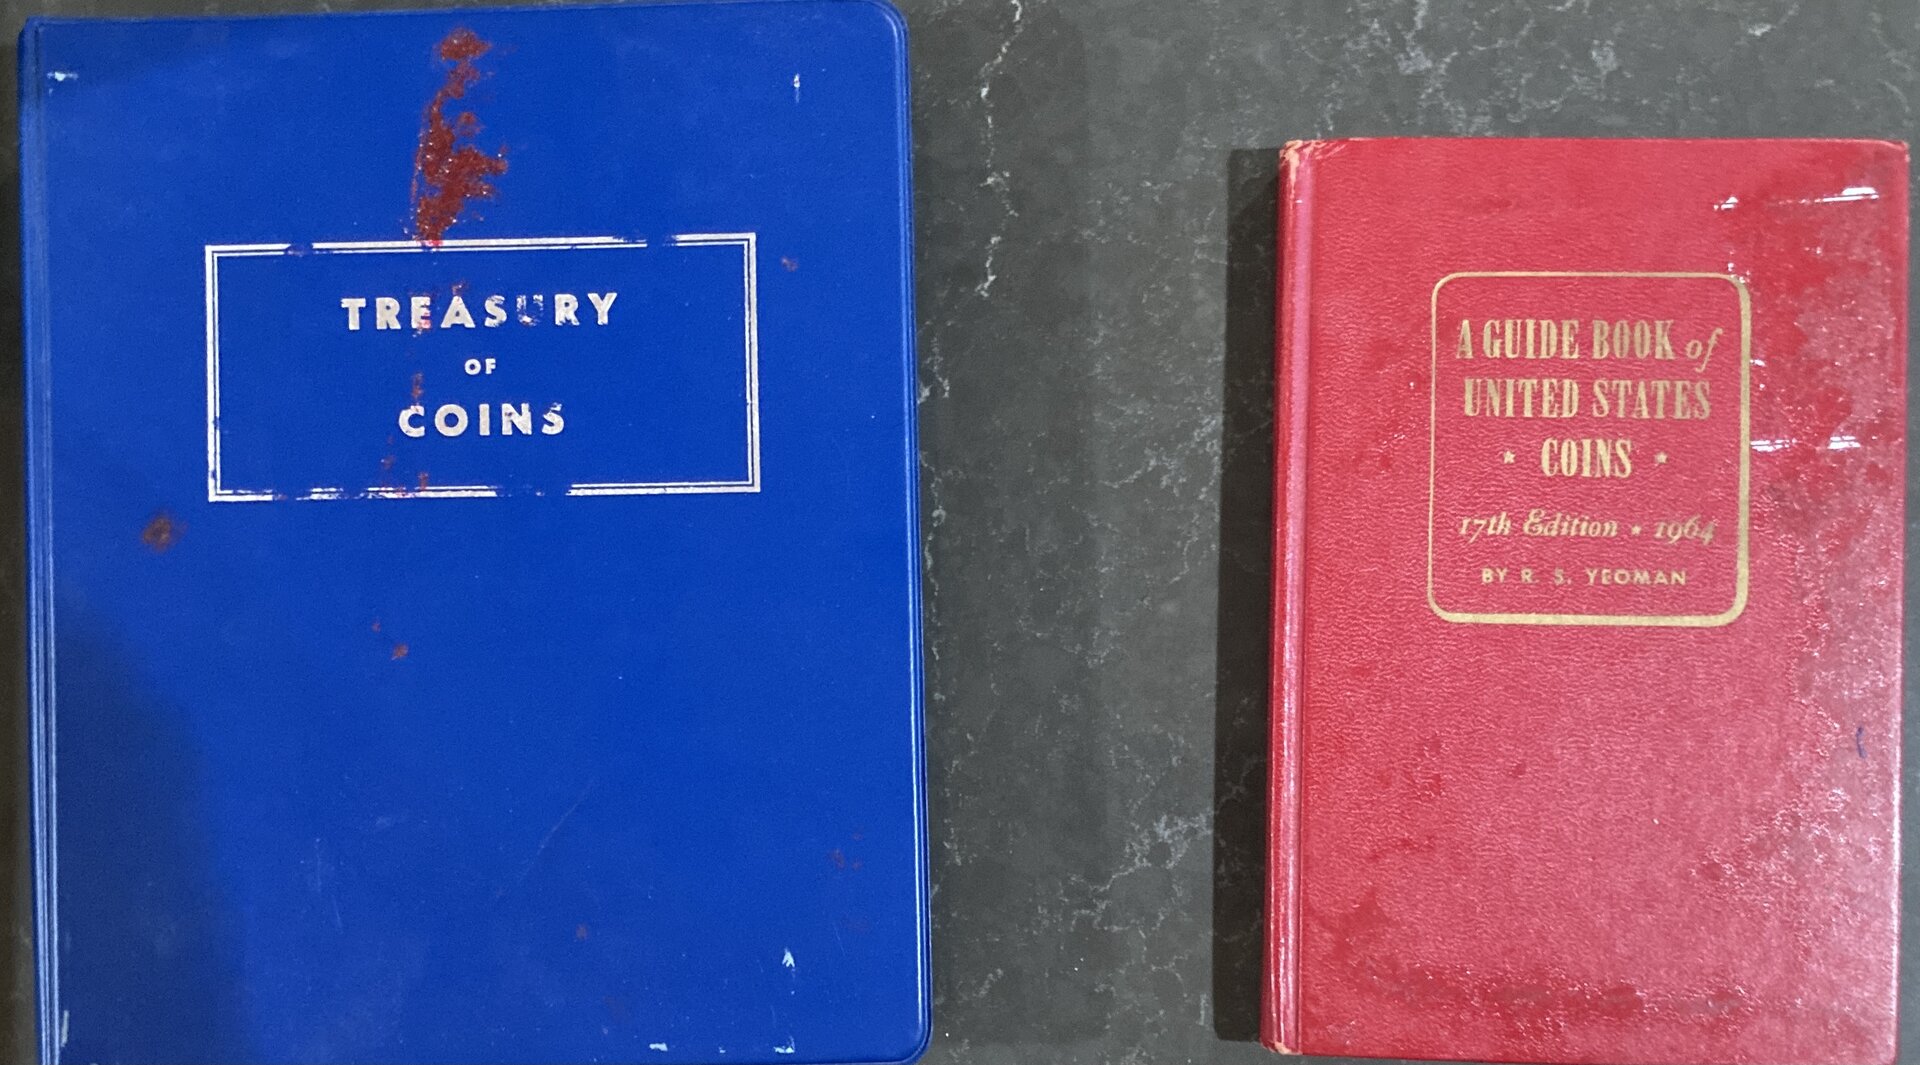 TREASURY
OF
COINS
A GUIDE BOOK of
UNITED STATES
★ COINS ★
17th Edition ★ 1964
BY R. S. YEOMAN